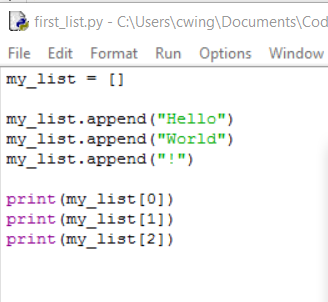 first_list.py - C:\Users\cwing\Documents\Cod
File Edit Format Run Options Window
my_list = []
my_list.append("Hello")
my_list.append("World")
my_list.append("!")
print(my_list[0])
print(my_list[1])
print(my_list[2])